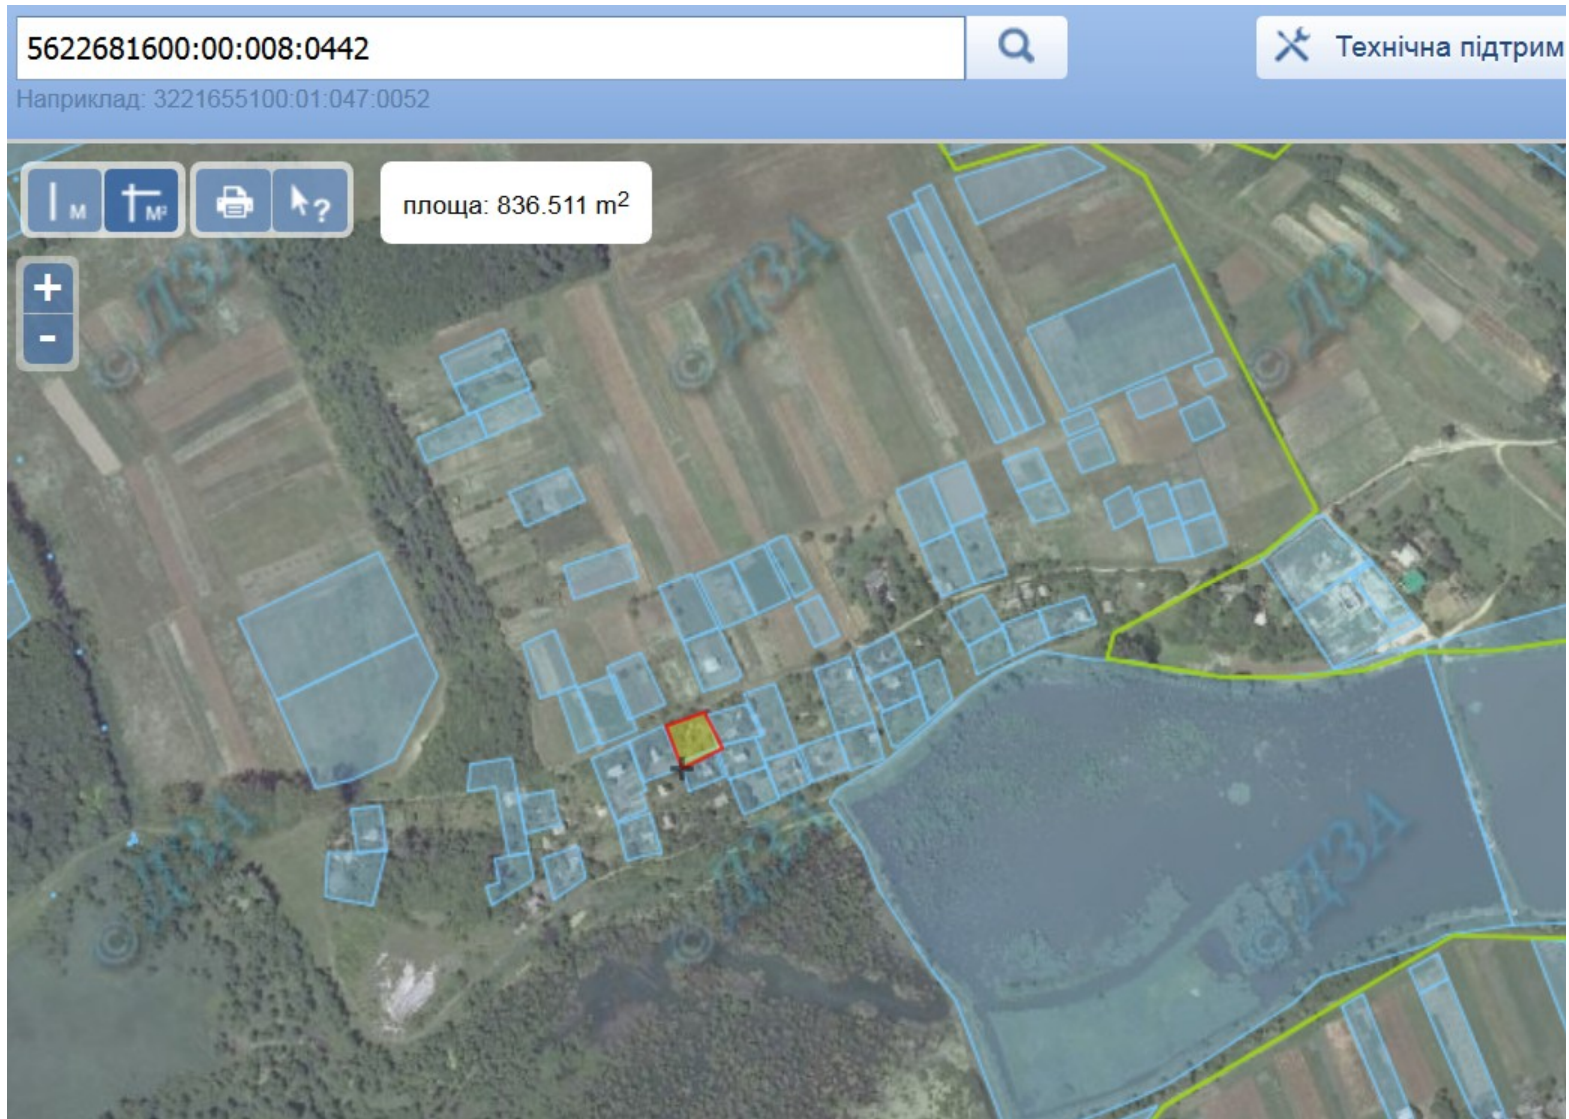 5622681600:00:008:0442
Технічна підтрим
Наприклад: 3221655100:01:047:0052
м
м²
?
площа: 836.511 m²
+
-
© ДЗА
© ДЗА
© ДЗА
© ДЗА
© ДЗА
© ДЗА